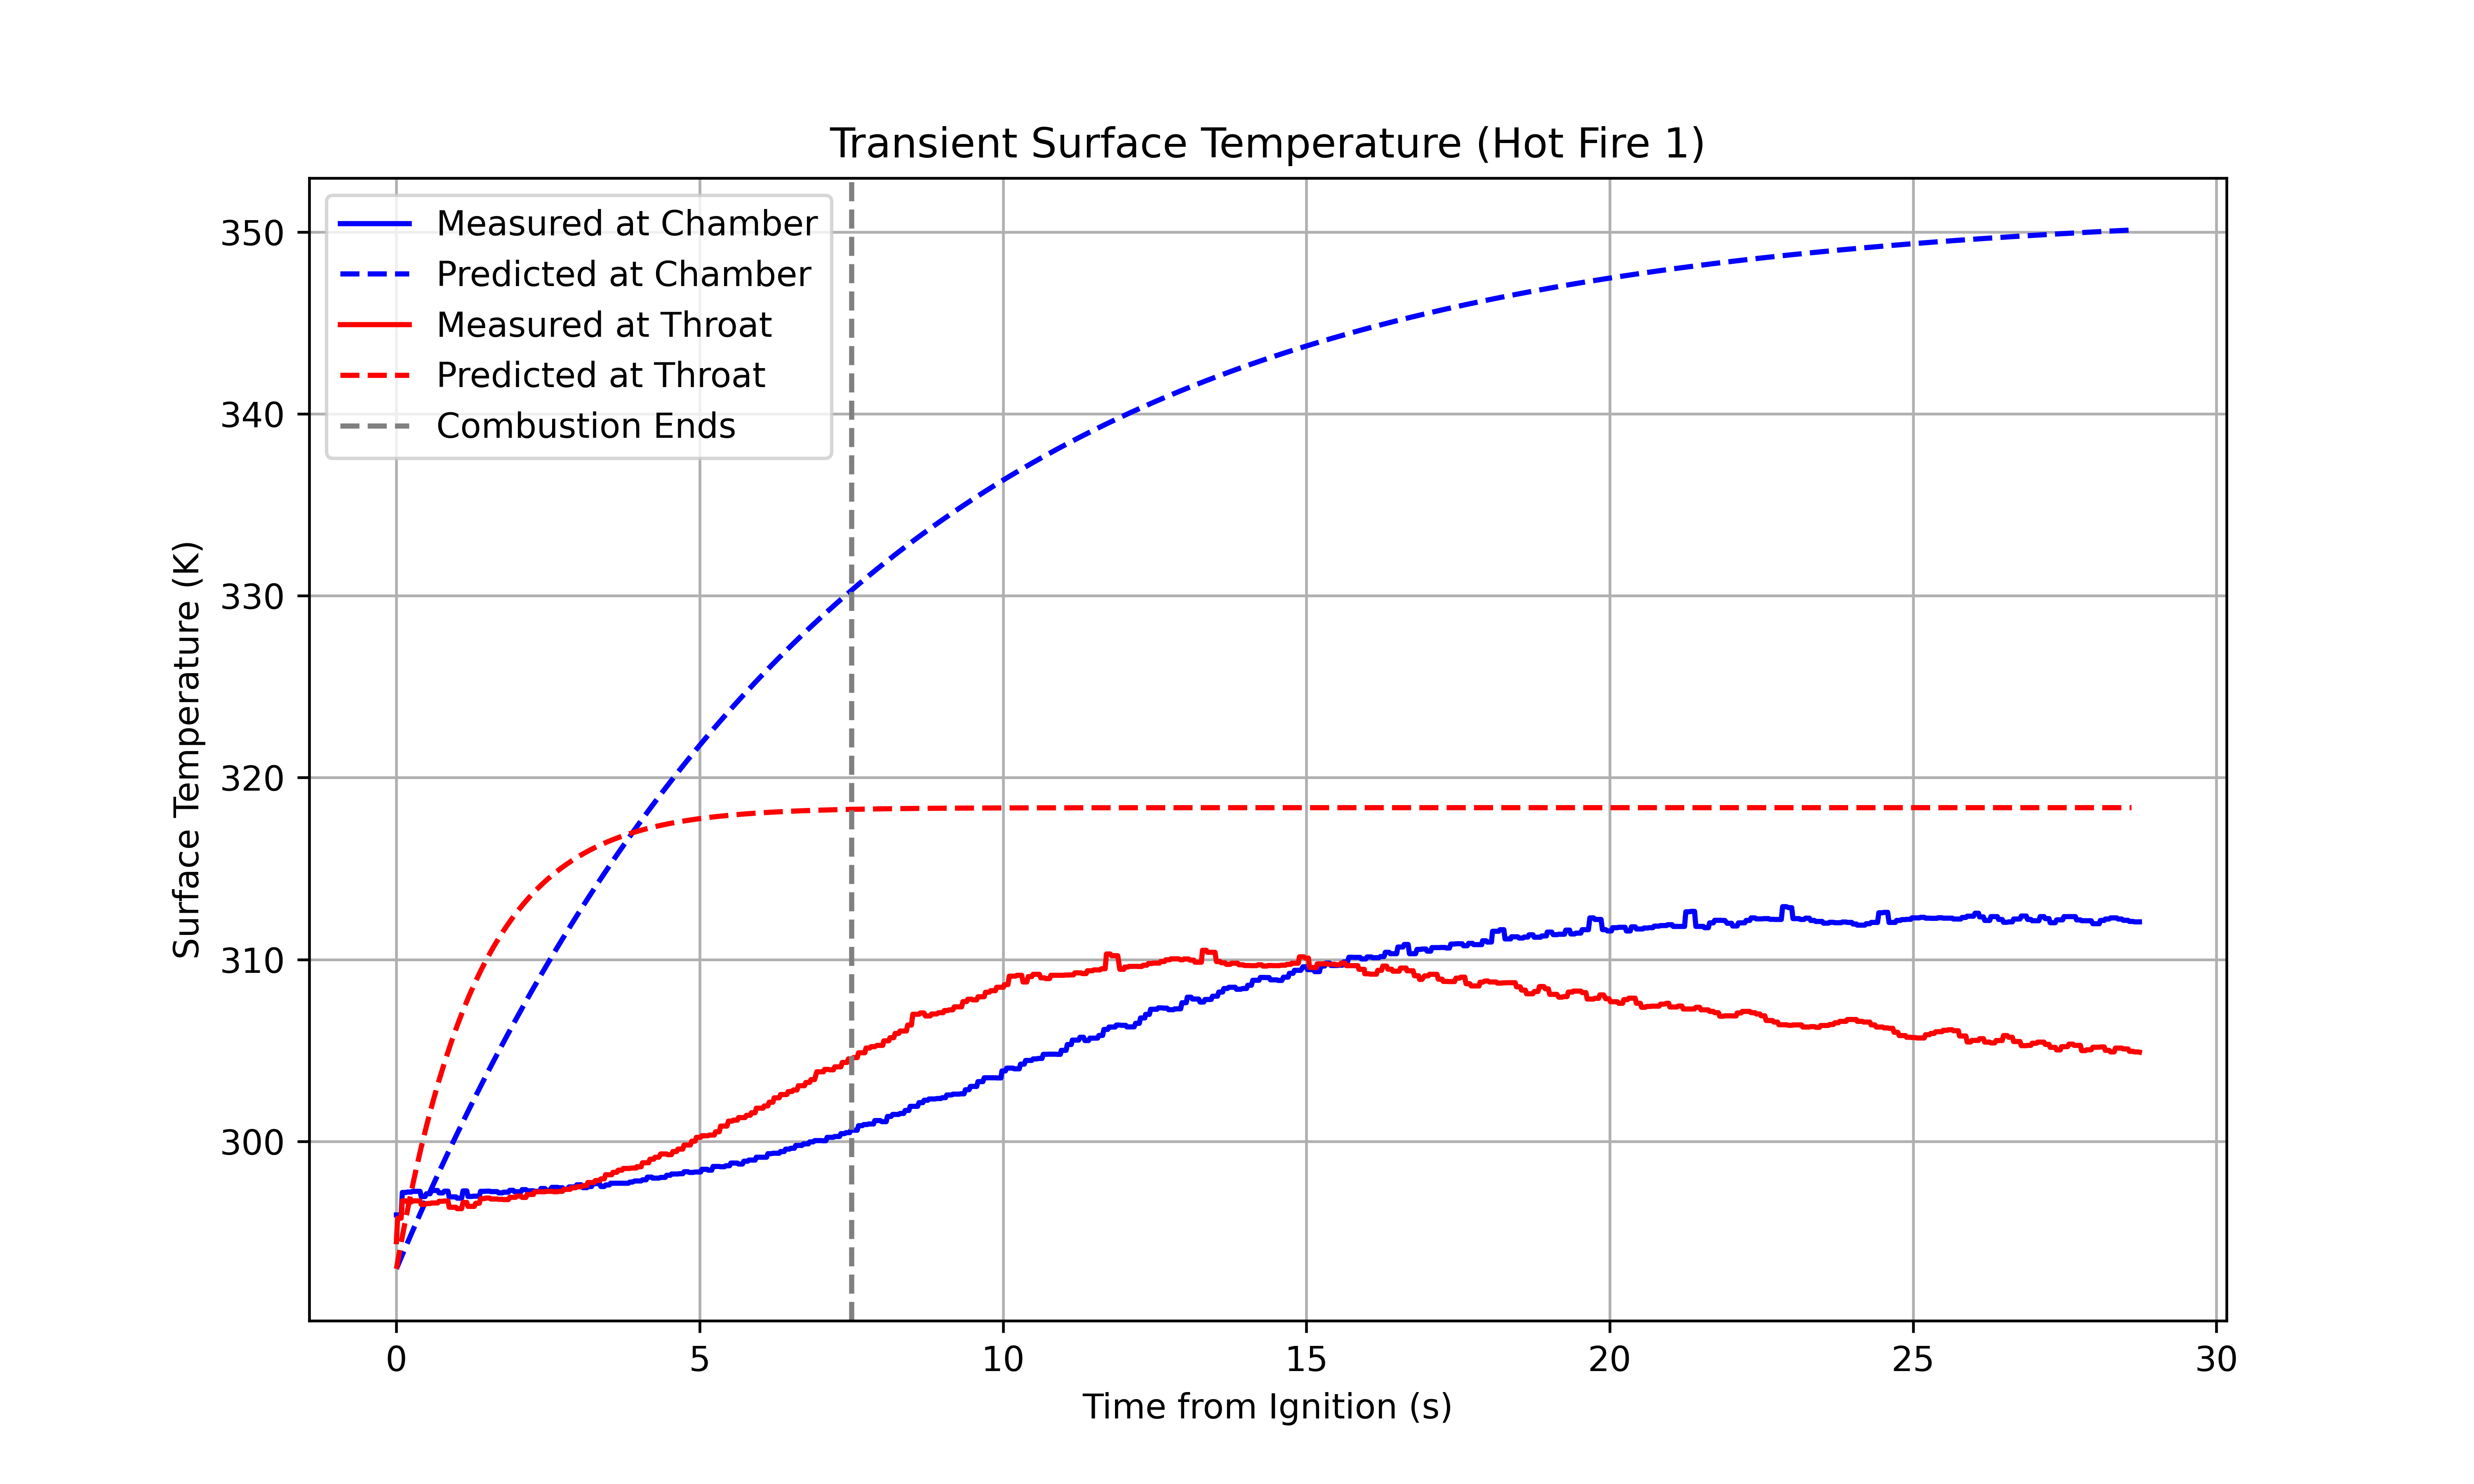 Transient Surface Temperature (Hot Fire 1)
Measured at Chamber
Predicted at Chamber
Measured at Throat
Predicted at Throat
Combustion Ends
Surface Temperature (K)
350
340
330
320
310
300
0 5 10 15 20 25 30
Time from Ignition (s)